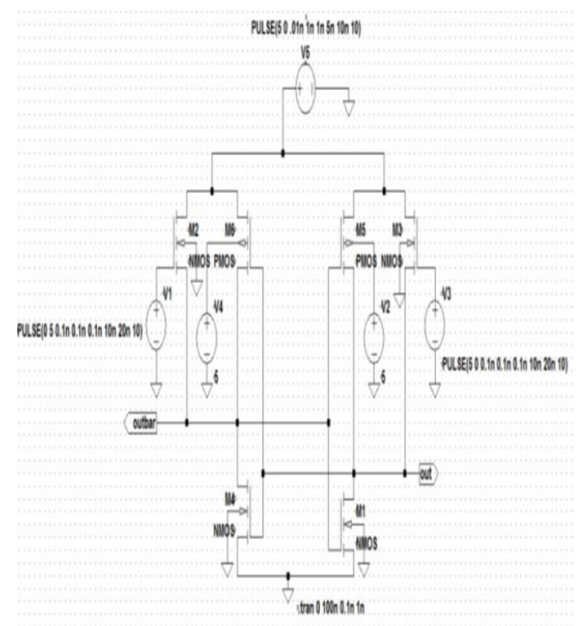 PULSE(5 0 .01n 1n 1n 5n 10n 10)
V5
M2
M6
M5
M3
NMOS
PMOS
PMOS
NMOS
V1
V4
V2
V3
PULSE(0 5 0.1n 0.1n 0.1n 10n 20n 10)
PULSE(5 0 0.1n 0.1n 0.1n 10n 20n 10)
outbar
out
M4
M1
NMOS
NMOS
.tran 0 100n 0.1n 1n